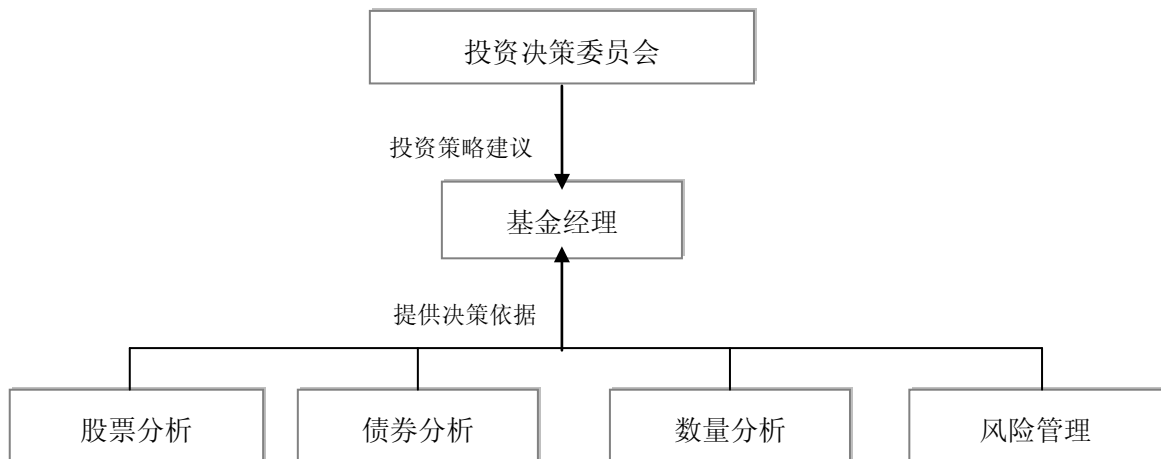 投资决策委员会
投资策略建议
基金经理
提供决策依据
股票分析
债券分析
数量分析
风险管理